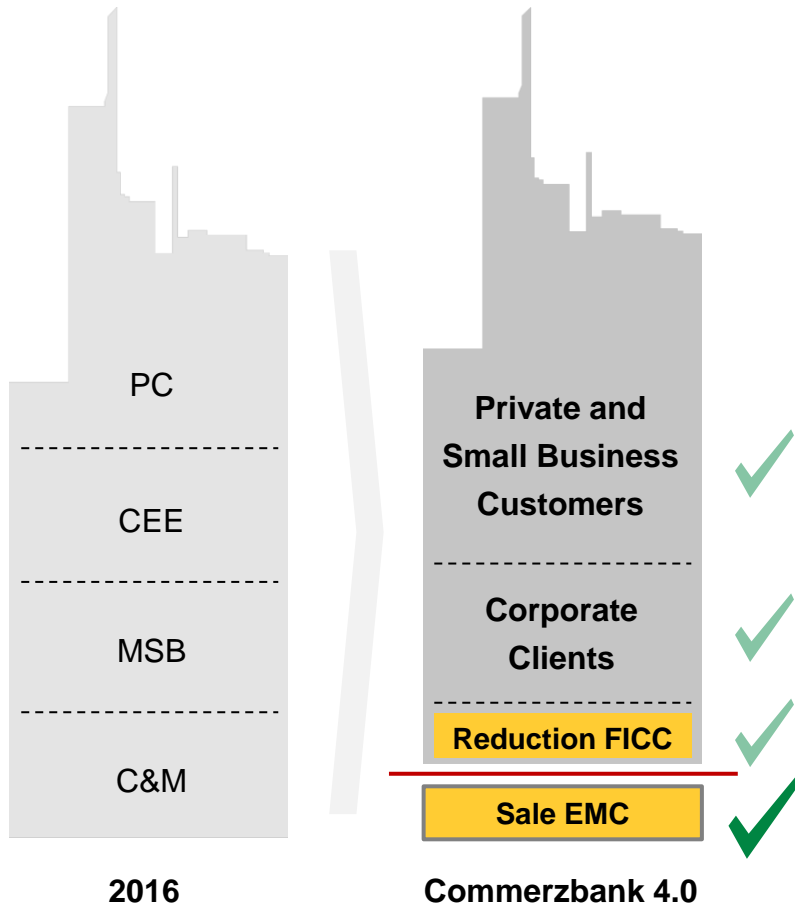 PC
CEE
MSB
C&M
2016
Private and
Small Business
Customers
Corporate
Clients
Reduction FICC
Sale EMC
Commerzbank 4.0